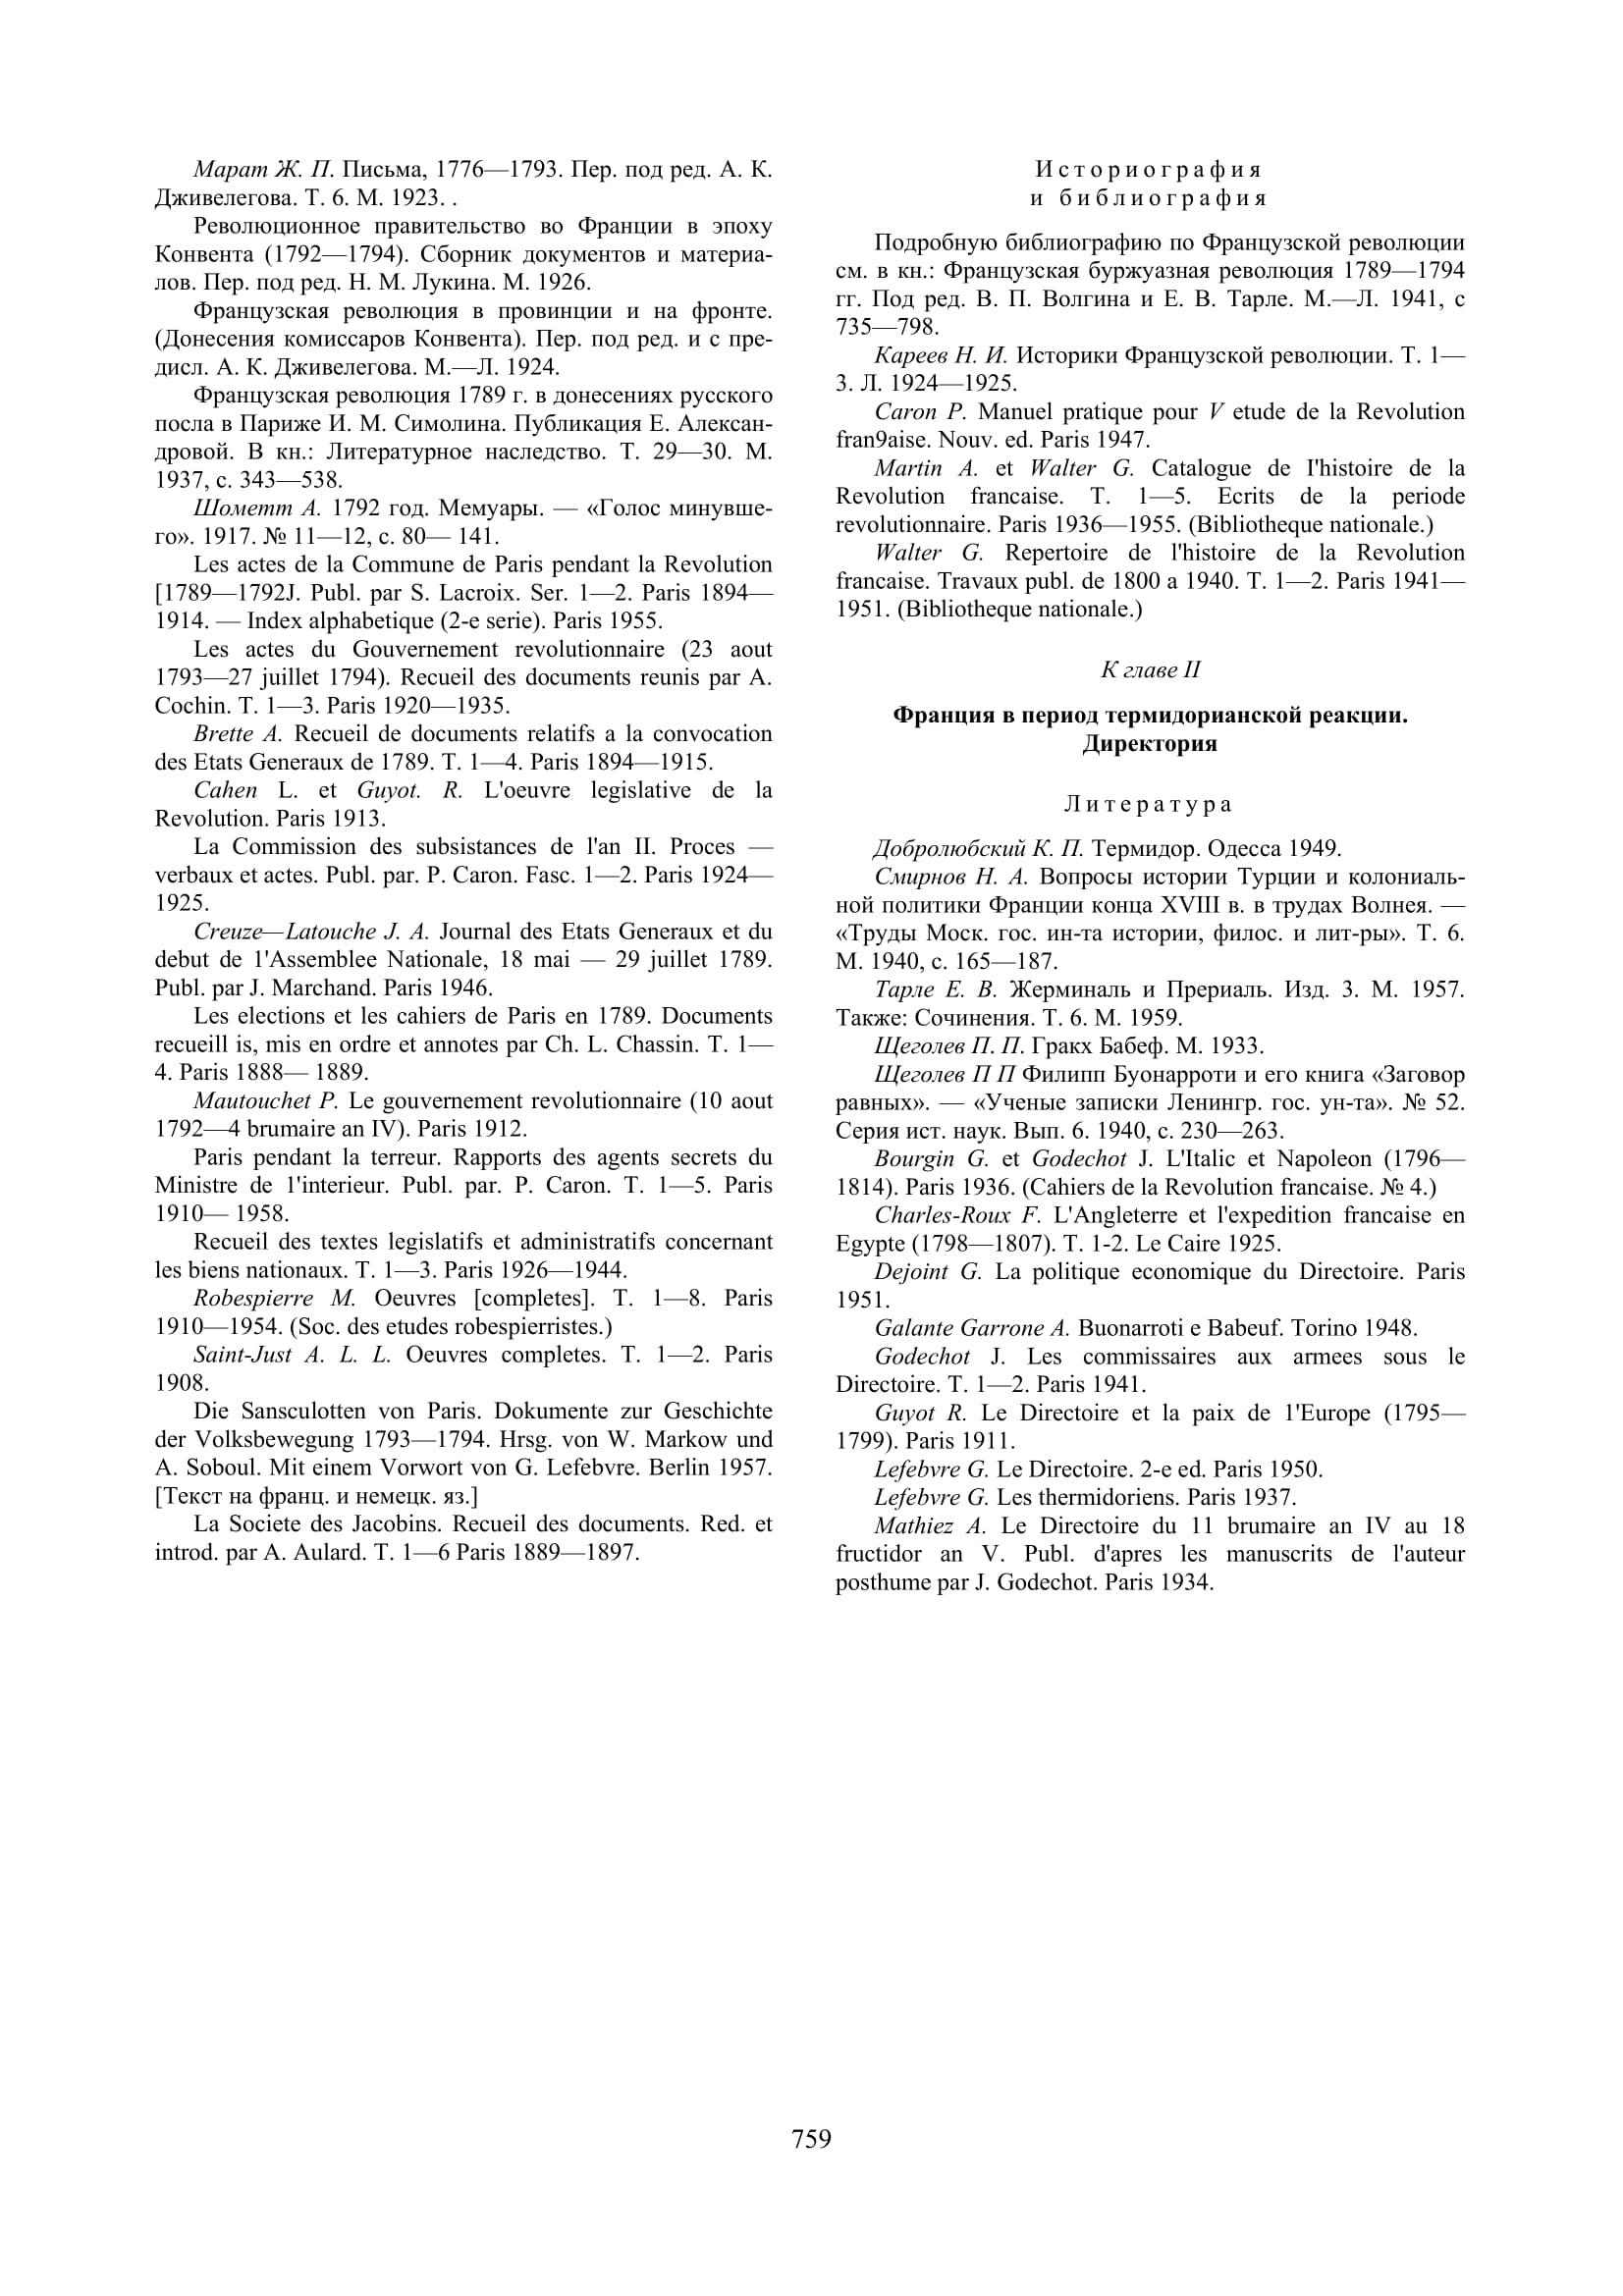 Марат Ж. П. Письма, 1776—1793. Пер. под ред. А. К.
Дживелегова. Т. 6. М. 1923. .
Революционное правительство во Франции в эпоху
Конвента (1792—1794). Сборник документов и материа-
лов. Пер. под ред. Н. М. Лукина. М. 1926.
Французская революция в провинции и на фронте.
(Донесения комиссаров Конвента). Пер. под ред. и с пре-
дисл. А. К. Дживелегова. М.—Л. 1924.
Французская революция 1789 г. в донесениях русского
посла в Париже И. М. Симолина. Публикация Е. Алексан-
дровой. В кн.: Литературное наследство. Т. 29—30. М.
1937, с. 343—538.
Шометт А. 1792 год. Мемуары. — «Голос минувше-
го». 1917. № 11—12, с. 80— 141.
Les actes de la Commune de Paris pendant la Revolution
[1789—1792J. Publ. par S. Lacroix. Ser. 1—2. Paris 1894—
1914. — Index alphabetique (2-e serie). Paris 1955.
Les actes du Gouvernement revolutionnaire (23 aout
1793—27 juillet 1794). Recueil des documents reunis par A.
Cochin. T. 1—3. Paris 1920—1935.
Brette A. Recueil de documents relatifs a la convocation
des Etats Generaux de 1789. T. 1—4. Paris 1894—1915.
Cahen L. et Guyot. R. L'oeuvre legislative de la
Revolution. Paris 1913.
La Commission des subsistances de l'an II. Proces —
verbaux et actes. Publ. par. P. Caron. Fasc. 1—2. Paris 1924—
1925.
Creuze—Latouche J. A. Journal des Etats Generaux et du
debut de 1'Assemblee Nationale, 18 mai — 29 juillet 1789.
Publ. par J. Marchand. Paris 1946.
Les elections et les cahiers de Paris en 1789. Documents
recueill is, mis en ordre et annotes par Ch. L. Chassin. T. 1—
4. Paris 1888— 1889.
Mautouchet P. Le gouvernement revolutionnaire (10 aout
1792—4 brumaire an IV). Paris 1912.
Paris pendant la terreur. Rapports des agents secrets du
Ministre de 1'interieur. Publ. par. P. Caron. T. 1—5. Paris
1910— 1958.
Recueil des textes legislatifs et administratifs concernant
les biens nationaux. T. 1—3. Paris 1926—1944.
Robespierre M. Oeuvres [completes]. T. 1—8. Paris
1910—1954. (Soc. des etudes robespierristes.)
Saint-Just A. L. L. Oeuvres completes. T. 1—2. Paris
1908.
Die Sansculotten von Paris. Dokumente zur Geschichte
der Volksbewegung 1793—1794. Hrsg. von W. Markow und
A. Soboul. Mit einem Vorwort von G. Lefebvre. Berlin 1957.
[Текст на франц. и немецк. яз.]
La Societe des Jacobins. Recueil des documents. Red. et
introd. par A. Aulard. T. 1—6 Paris 1889—1897.
Историография
и библиография
Подробную библиографию по Французской революции
см. в кн.: Французская буржуазная революция 1789—1794
гг. Под ред. В. П. Волгина и Е. В. Тарле. М.—Л. 1941, с
735—798.
Кареев Н. И. Историки Французской революции. Т. 1—
3. Л. 1924—1925.
Caron P. Manuel pratique pour V etude de la Revolution
fran9aise. Nouv. ed. Paris 1947.
Martin A. et Walter G. Catalogue de I'histoire de la
Revolution francaise. T. 1—5. Ecrits de la periode
revolutionnaire. Paris 1936—1955. (Bibliotheque nationale.)
Walter G. Repertoire de l'histoire de la Revolution
francaise. Travaux publ. de 1800 a 1940. T. 1—2. Paris 1941—
1951. (Bibliotheque nationale.)
К главе II
Франция в период термидорианской реакции.
Директория
Литература
Добролюбский К. П. Термидор. Одесса 1949.
Смирнов Н. А. Вопросы истории Турции и колониаль-
ной политики Франции конца XVIII в. в трудах Волнея. —
«Труды Моск. гос. ин-та истории, филос. и лит-ры». Т. 6.
М. 1940, с. 165—187.
Тарле Е. В. Жерминаль и Прериаль. Изд. 3. М. 1957.
Также: Сочинения. Т. 6. М. 1959.
Щеголев П. П. Гракх Бабеф. М. 1933.
Щеголев П П Филипп Буонарроти и его книга «Заговор
равных». — «Ученые записки Ленингр. гос. ун-та». № 52.
Серия ист. наук. Вып. 6. 1940, с. 230—263.
Bourgin G. et Godechot J. L'Italic et Napoleon (1796—
1814). Paris 1936. (Cahiers de la Revolution francaise. № 4.)
Charles-Roux F. L'Angleterre et l'expedition francaise en
Egypte (1798—1807). T. 1-2. Le Caire 1925.
Dejoint G. La politique economique du Directoire. Paris
1951.
Galante Garrone A. Buonarroti e Babeuf. Torino 1948.
Godechot J. Les commissaires aux armees sous le
Directoire. T. 1—2. Paris 1941.
Guyot R. Le Directoire et la paix de 1'Europe (1795—
1799). Paris 1911.
Lefebvre G. Le Directoire. 2-e ed. Paris 1950.
Lefebvre G. Les thermidoriens. Paris 1937.
Mathiez A. Le Directoire du 11 brumaire an IV au 18
fructidor an V. Publ. d'apres les manuscrits de l'auteur
posthume par J. Godechot. Paris 1934.
759